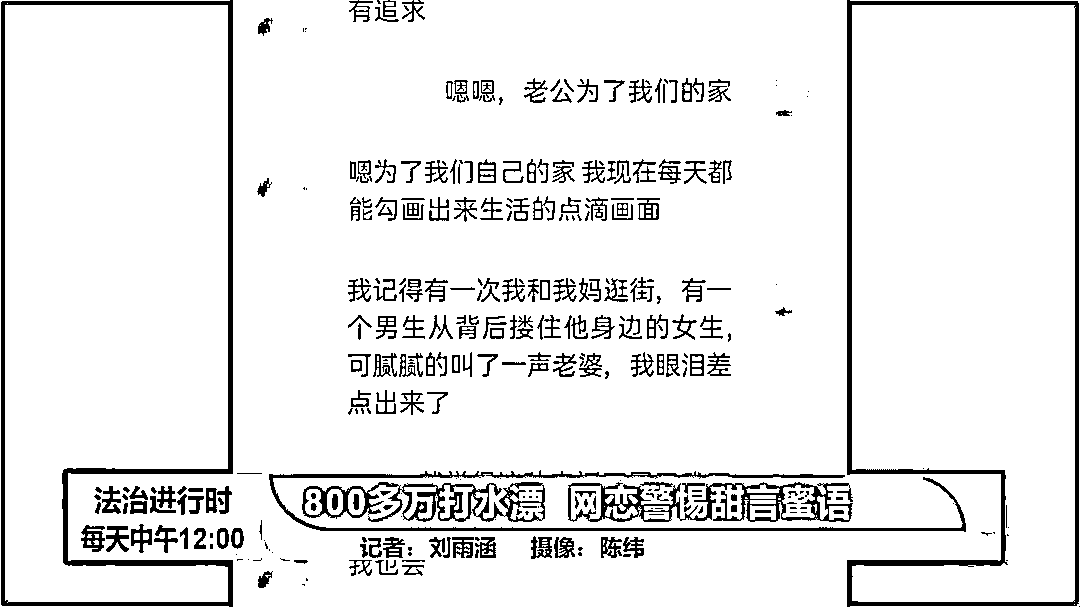 有追求
嗯嗯，老公为了我们的家
嗯为了我们自己的家 我现在每天都
能勾画出来生活的点滴画面
我记得有一次我和我妈逛街，有一
个男生从背后搂住他身边的女生，
可腻腻的叫了一声老婆，我眼泪差
点出来了
法治进行时
每天中午12:00
800多万打水漂 网恋警惕甜言蜜语
记者：刘雨涵 摄像：陈纬
我也会